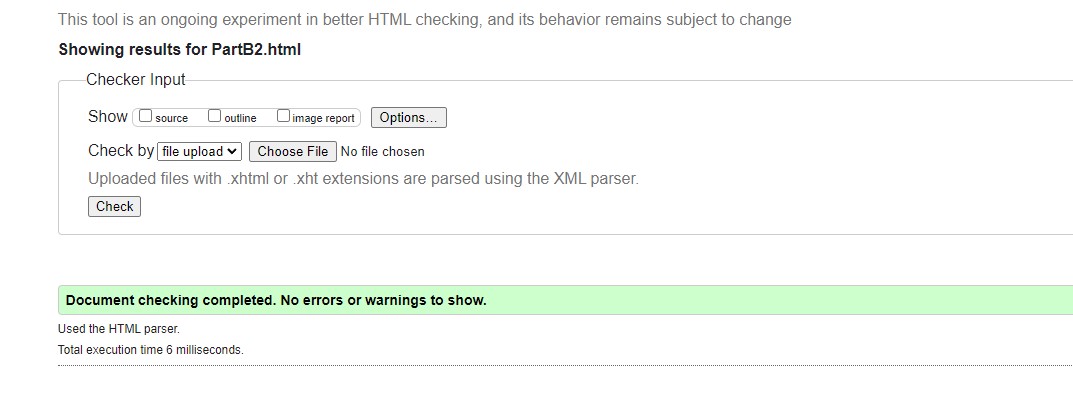 This tool is an ongoing experiment in better HTML checking, and its behavior remains subject to change
Showing results for PartB2.html
Checker Input
Show source outline image report Options...
Check by file upload Choose File No file chosen
Uploaded files with .xhtml or .xht extensions are parsed using the XML parser.
Check
Document checking completed. No errors or warnings to show.
Used the HTML parser.
Total execution time 6 milliseconds.